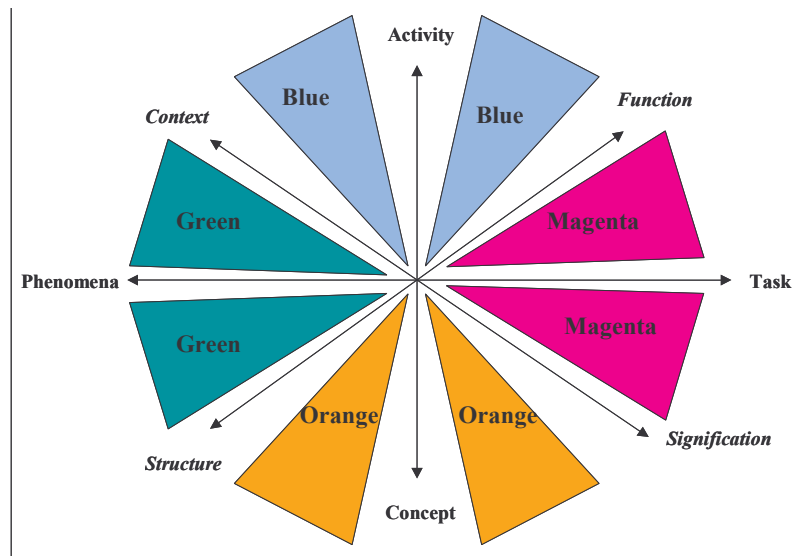 Activity
Blue
Blue
Function
Context
Green
Magenta
Phenomena
Task
Green
Magenta
Orange
Orange
Signification
Structure
Concept